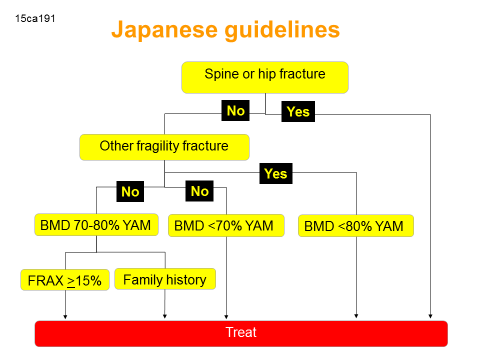 15ca191
Japanese guidelines
Spine or hip fracture
No
Yes
Other fragility fracture
Yes
No
No
BMD 70-80% YAM
BMD <70% YAM
BMD <80% YAM
FRAX ≥15%
Family history
Treat